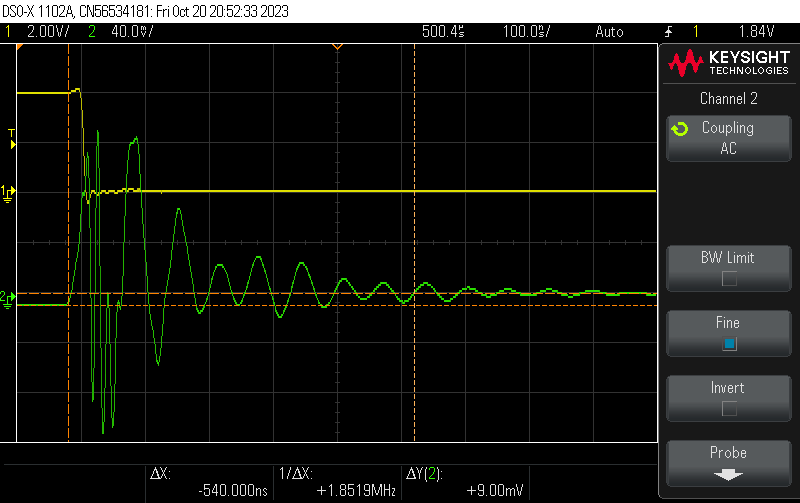 DSO-X 1102A, CN56534181: Fri Oct 20 20:52:33 2023
1 2.00V/ 2 40.0V/ 500.4s 100.0s/ Auto 1 1.84V
KEYSIGHT
TECHNOLOGIES
Channel 2
Coupling
AC
T
1
BW Limit
2
Fine
Invert
Probe
ΔX: 1/ΔX: ΔY(2):
-540.000ns +1.8519MHz +9.00mV